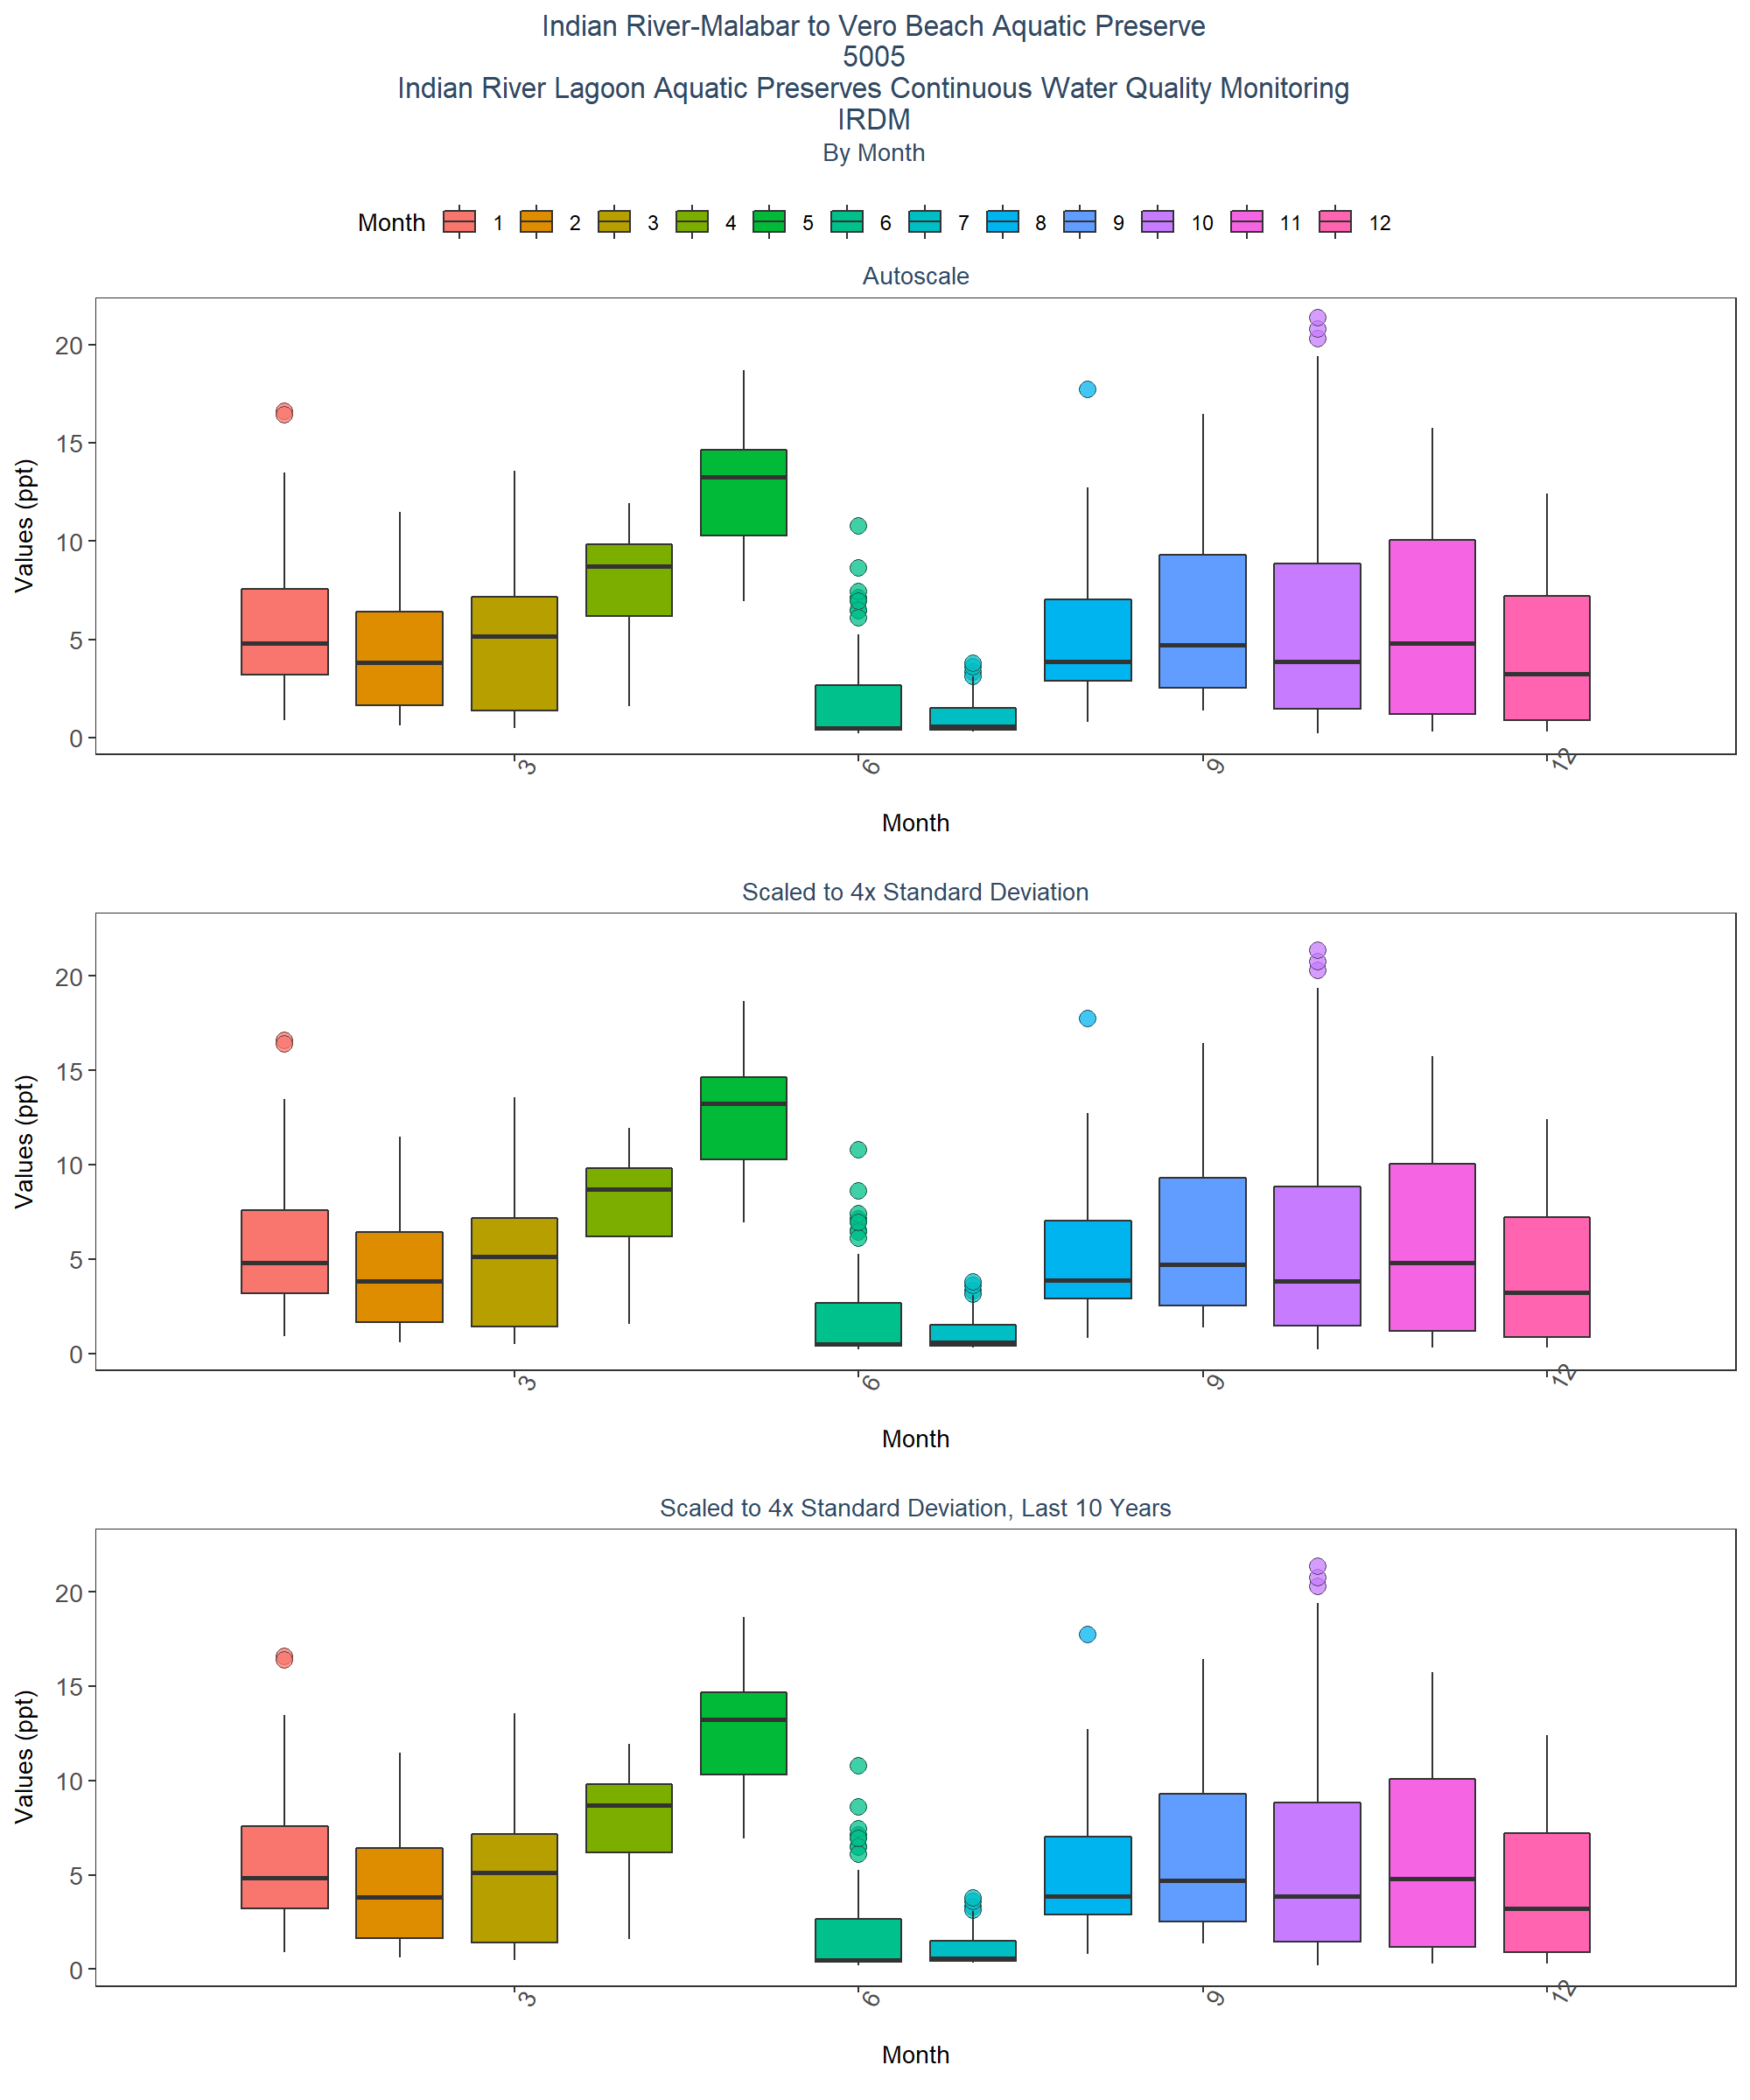 Indian River-Malabar to Vero Beach Aquatic Preserve
5005
Indian River Lagoon Aquatic Preserves Continuous Water Quality Monitoring
IRDM
By Month
Month 1 2 3 4 5 6 7 8 9 10 11 12
Autoscale
Values (ppt)
20
15
10
5
0
3 6 9 12
Month
Scaled to 4x Standard Deviation
Values (ppt)
20
15
10
5
0
3 6 9 12
Month
Scaled to 4x Standard Deviation, Last 10 Years
Values (ppt)
20
15
10
5
0
3 6 9 12
Month